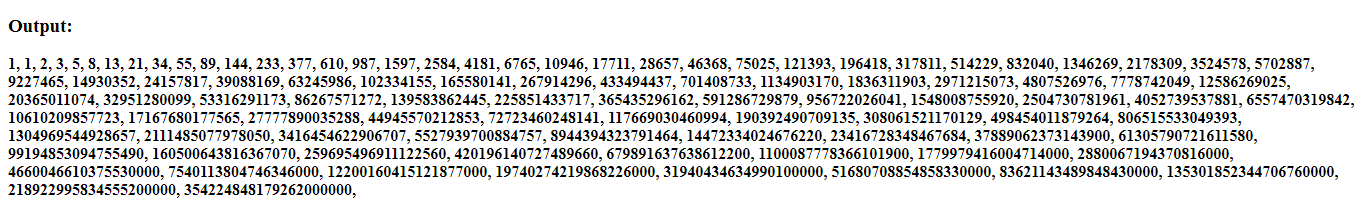 Output:
1, 1, 2, 3, 5, 8, 13, 21, 34, 55, 89, 144, 233, 377, 610, 987, 1597, 2584, 4181, 6765, 10946, 17711, 28657, 46368, 75025, 121393, 196418, 317811, 514229, 832040, 1346269, 2178309, 3524578, 5702887,
9227465, 14930352, 24157817, 39088169, 63245986, 102334155, 165580141, 267914296, 433494437, 701408733, 1134903170, 1836311903, 2971215073, 4807526976, 7778742049, 12586269025,
20365011074, 32951280099, 53316291173, 86267571272, 139583862445, 225851433717, 365435296162, 591286729879, 956722026041, 1548008755920, 2504730781961, 4052739537881, 6557470319842,
10610209857723, 17167680177565, 27777890035288, 44945570212853, 72723460248141, 117669030460994, 190392490709135, 308061521170129, 498454011879264, 806515533049393,
1304969544928657, 2111485077978050, 3416454622906707, 5527939700884757, 8944394323791464, 14472334024676220, 23416728348467684, 37889062373143900, 61305790721611580,
99194853094755490, 160500643816367070, 259695496911122560, 420196140727489660, 679891637638612200, 1100087778366101900, 1779979416004714000, 2880067194370816000,
4660046610375530000, 7540113804746346000, 12200160415121877000, 19740274219868226000, 31940434634990100000, 51680708854858330000, 83621143489848430000, 135301852344706760000,
218922995834555200000, 354224848179262000000,